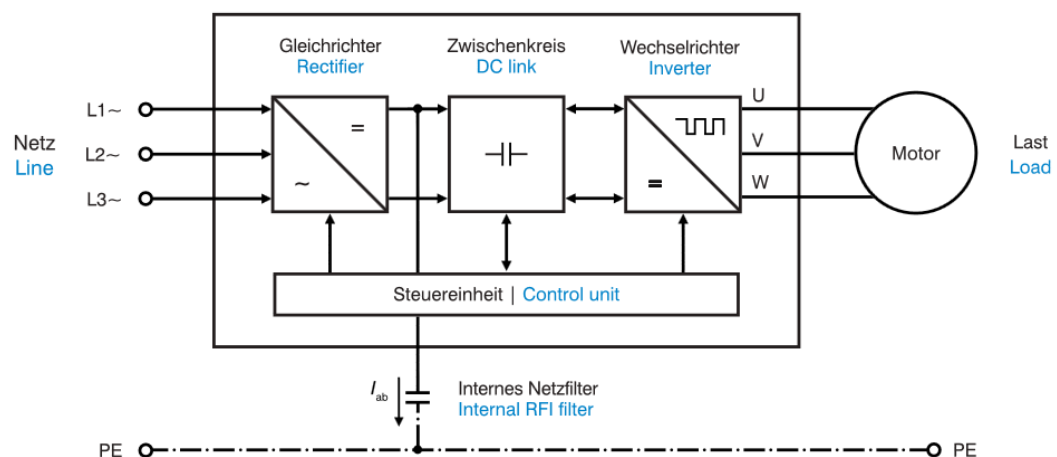 Gleichrichter
Rectifier
Zwischenkreis
DC link
Wechselrichter
Inverter
Netz
Line
L1~
L2~
L3~
=
~
=
U
V
W
Motor
Last
Load
Steuereinheit | Control unit
Iab
Internes Netzfilter
Internal RFI filter
PE
PE